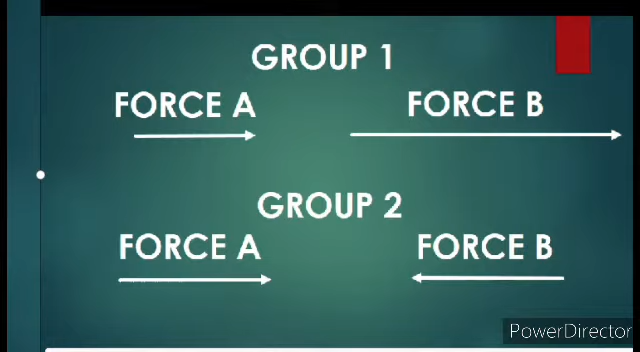 GROUP 1
FORCE A FORCE B
GROUP 2
FORCE A FORCE B
PowerDirector